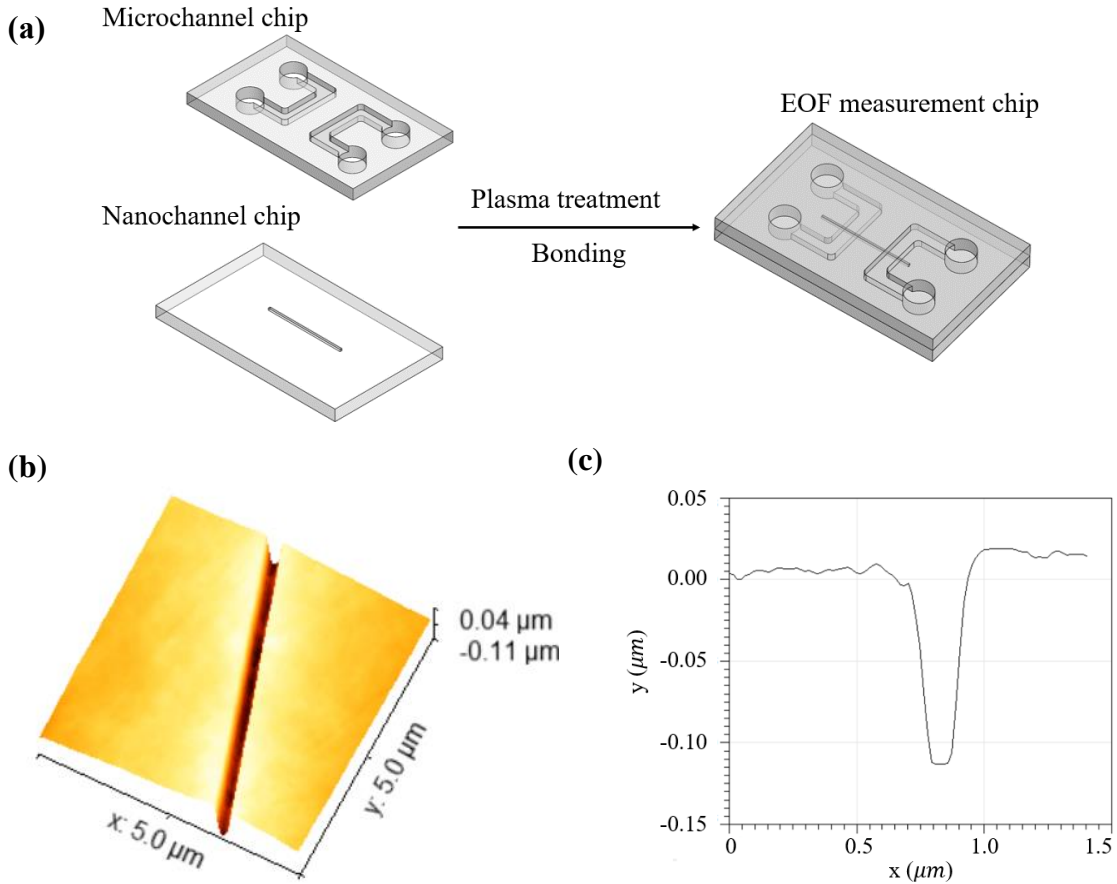 (a)
Microchannel chip
Nanochannel chip
Plasma treatment
Bonding
EOF measurement chip
(b)
0.04 μm
-0.11 μm
x: 5.0 μm
y: 5.0 μm
(c)
0.05
0.00
-0.05
-0.10
-0.15
y (μm)
0 0.5 1.0 1.5
x (μm)